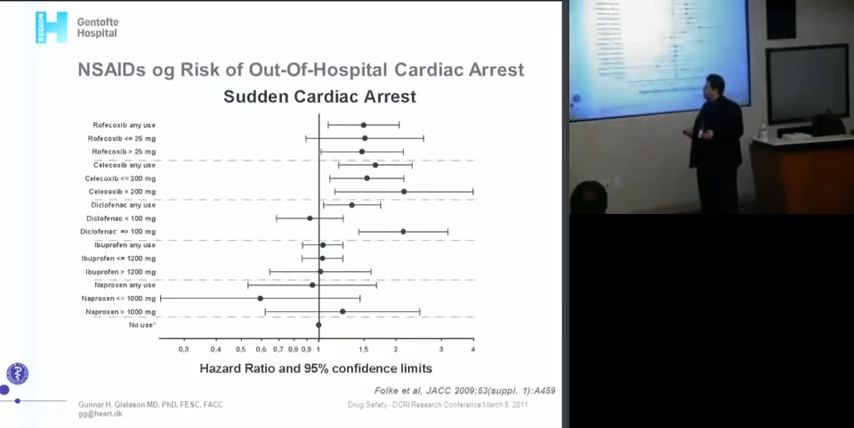 REGION
H
Gentofte
Hospital
NSAIDs og Risk of Out-Of-Hospital Cardiac Arrest
Sudden Cardiac Arrest
Rofecoxib any use
Rofecoxib <= 25 mg
Rofecoxib > 25 mg
Celecoxib any use
Celecoxib <= 200 mg
Celecoxib > 200 mg
Diclofenac any use
Diclofenac < 100 mg
Diclofenac => 100 mg
Ibuprofen any use
Ibuprofen <= 1200 mg
Ibuprofen > 1200 mg
Naproxen any use
Naproxen <= 1000 mg
Naproxen > 1000 mg
No use*
0,3 0,4 0,5 0,6 0,7 0,8 0,9 1 1,5 2 3 4
Hazard Ratio and 95% confidence limits
Folke et al, JACC 2009;53(suppl. 1):A459
Gunnar H. Gislason MD, PhD, FESC, FACC
gg@heart.dk
Drug Safety - DCRI Research Conference March 8, 2011